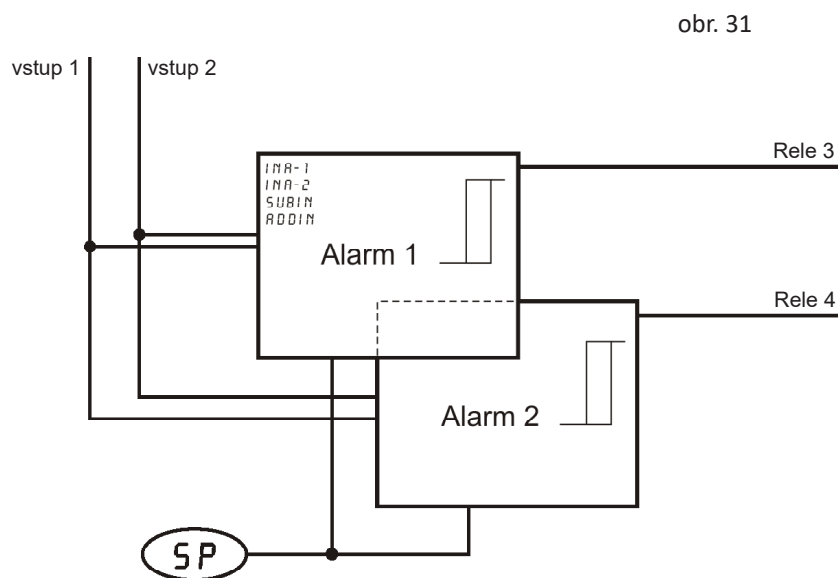 obr. 31
vstup 1
vstup 2
Rele 3
INA-1
INA-2
SUBIN
ADDIN
Alarm 1
Rele 4
Alarm 2
SP